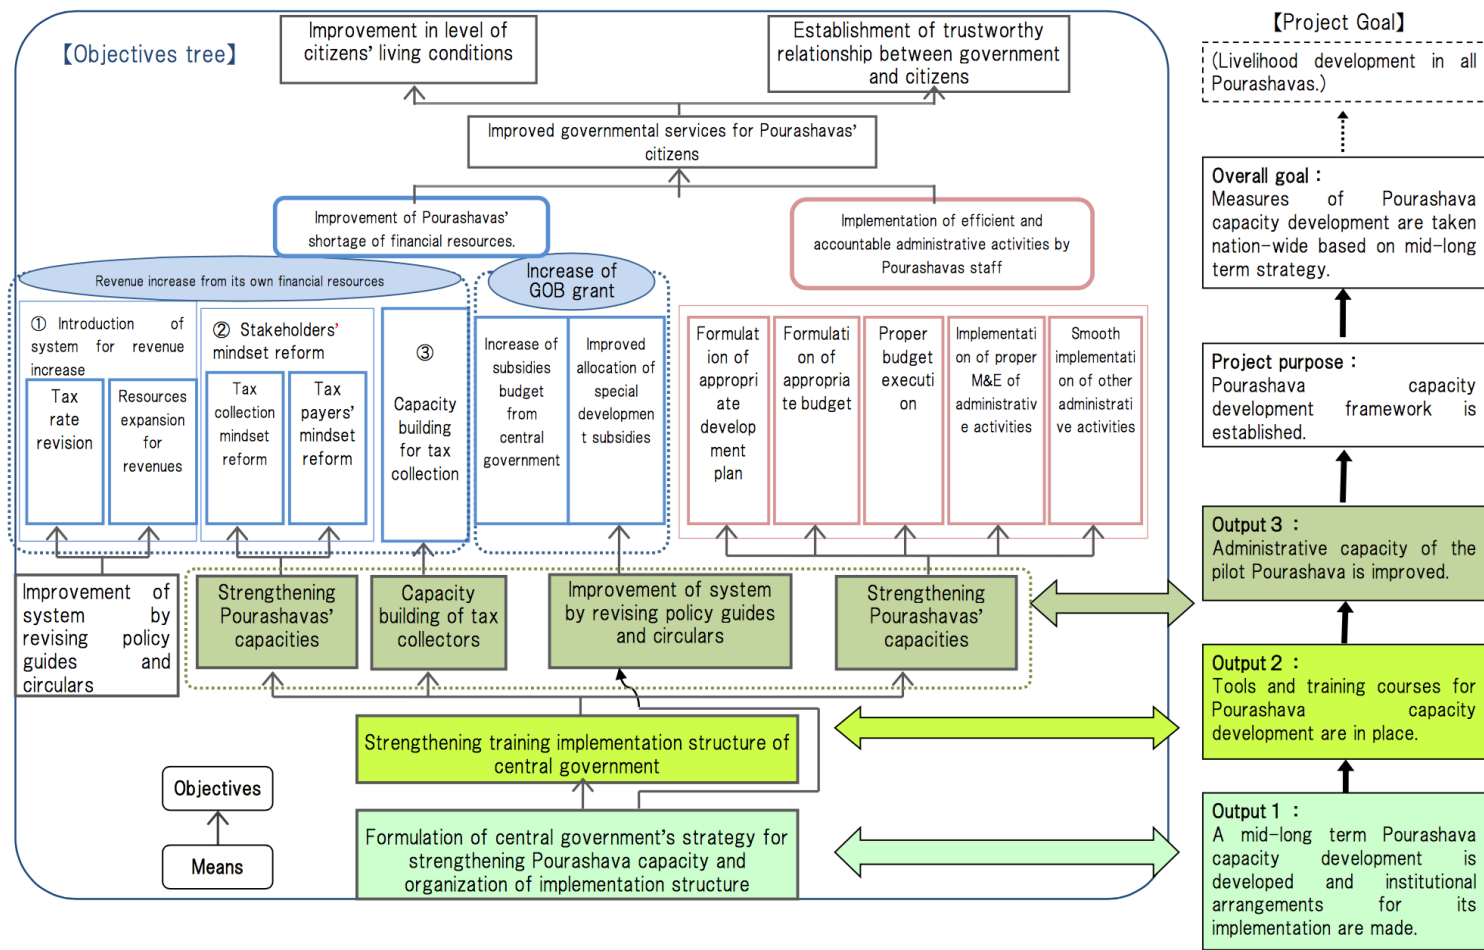 【Objectives tree】
Improvement in level of
citizens' living conditions
Establishment of trustworthy
relationship between government
and citizens
Improved governmental services for Pourashavas'
citizens
Improvement of Pourashavas'
shortage of financial resources.
Implementation of efficient and
accountable administrative activities by
Pourashavas staff
Revenue increase from its own financial resources
Increase of
GOB grant
① Introduction of
system for revenue
increase
Tax
rate
revision
Resources
expansion
for
revenues
② Stakeholders'
mindset reform
Tax
collection
mindset
reform
Tax
payers'
mindset
reform
③
Capacity
building
for tax
collection
Increase of
subsidies
budget
from
central
government
Improved
allocation of
special
developmen
t subsidies
Formulat
ion of
appropri
ate
develop
ment
plan
Formulati
on of
appropria
te budget
Proper
budget
executi
on
Implementati
on of proper
M&E of
administrativ
e activities
Smooth
implementati
on of other
administrati
ve activities
Improvement of
system by
revising policy
guides and
circulars
Strengthening
Pourashavas'
capacities
Capacity
building of tax
collectors
Improvement of system
by revising policy guides
and circulars
Strengthening
Pourashavas'
capacities
Strengthening training implementation structure of
central government
Formulation of central government's strategy for
strengthening Pourashava capacity and
organization of implementation structure
Objectives
Means
【Project Goal】
(Livelihood development in all
Pourashavas.)
Overall goal：
Measures of Pourashava
capacity development are taken
nation-wide based on mid-long
term strategy.
Project purpose：
Pourashava capacity
development framework is
established.
Output 3：
Administrative capacity of the
pilot Pourashava is improved.
Output 2：
Tools and training courses for
Pourashava capacity
development are in place.
Output 1：
A mid-long term Pourashava
capacity development is
developed and institutional
arrangements for its
implementation are made.